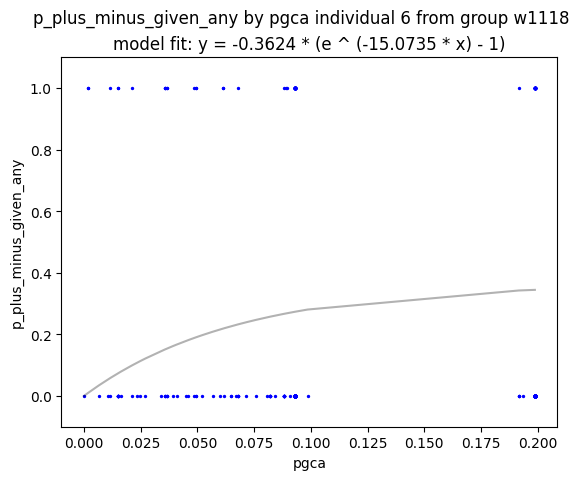 p_plus_minus_given_any by pgca individual 6 from group w1118
model fit: y = -0.3624 * (e ^ (-15.0735 * x) - 1)
p_plus_minus_given_any
1.0
0.8
0.6
0.4
0.2
0.0
0.000 0.025 0.050 0.075 0.100 0.125 0.150 0.175 0.200
pgca